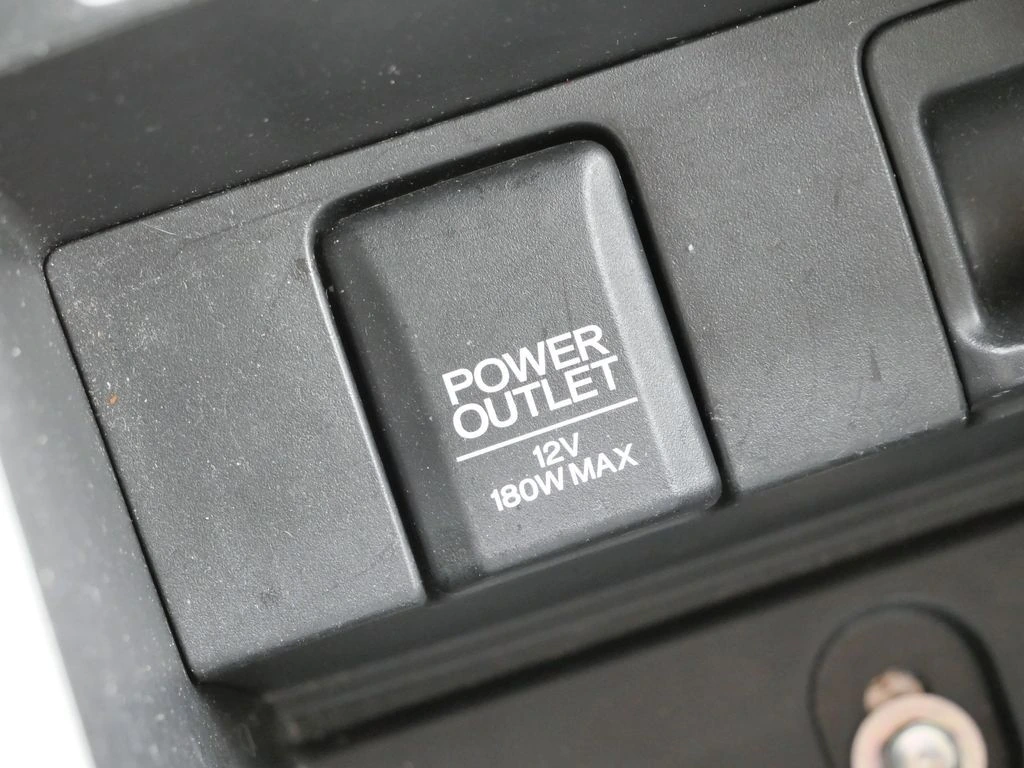 POWER
OUTLET
12V
180W MAX